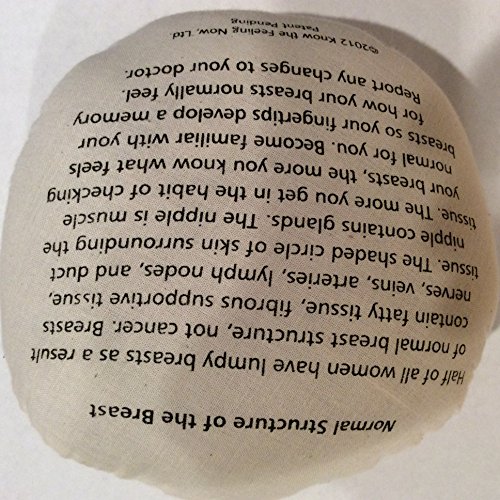 Normal Structure of the Breast
Half of all women have lumpy breasts as a result
of normal breast structure, not cancer. Breasts
contain fatty tissue, fibrous supportive tissue,
nerves, veins, arteries, lymph nodes, and duct
tissue. The shaded circle of skin surrounding the
nipple contains glands. The nipple is muscle
tissue. The more you get in the habit of checking
your breasts, the more you know what feels
normal for you. Become familiar with your
breasts so your fingertips develop a memory
for how your breasts normally feel.
Report any changes to your doctor.
©2012 Know the Feeling Now, Ltd.
Patent Pending